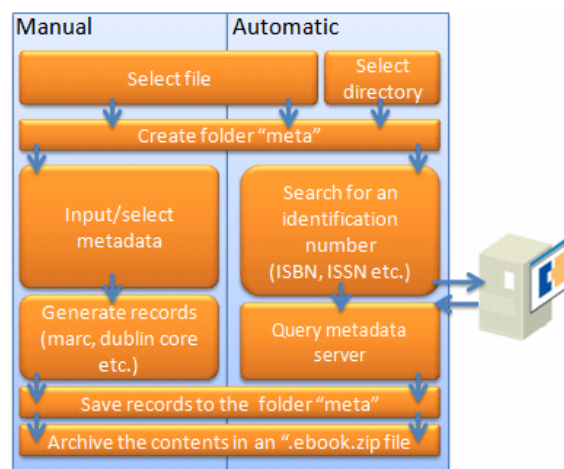 Manual
Automatic
Select file
Select
directory
Create folder “meta”
Input/select
metadata
Search for an
identification
number
(ISBN, ISSN etc.)
Generate records
(marc, dublin core
etc.)
Query metadata
server
Save records to the folder “meta”
Archive the contents in an “.ebook.zip file